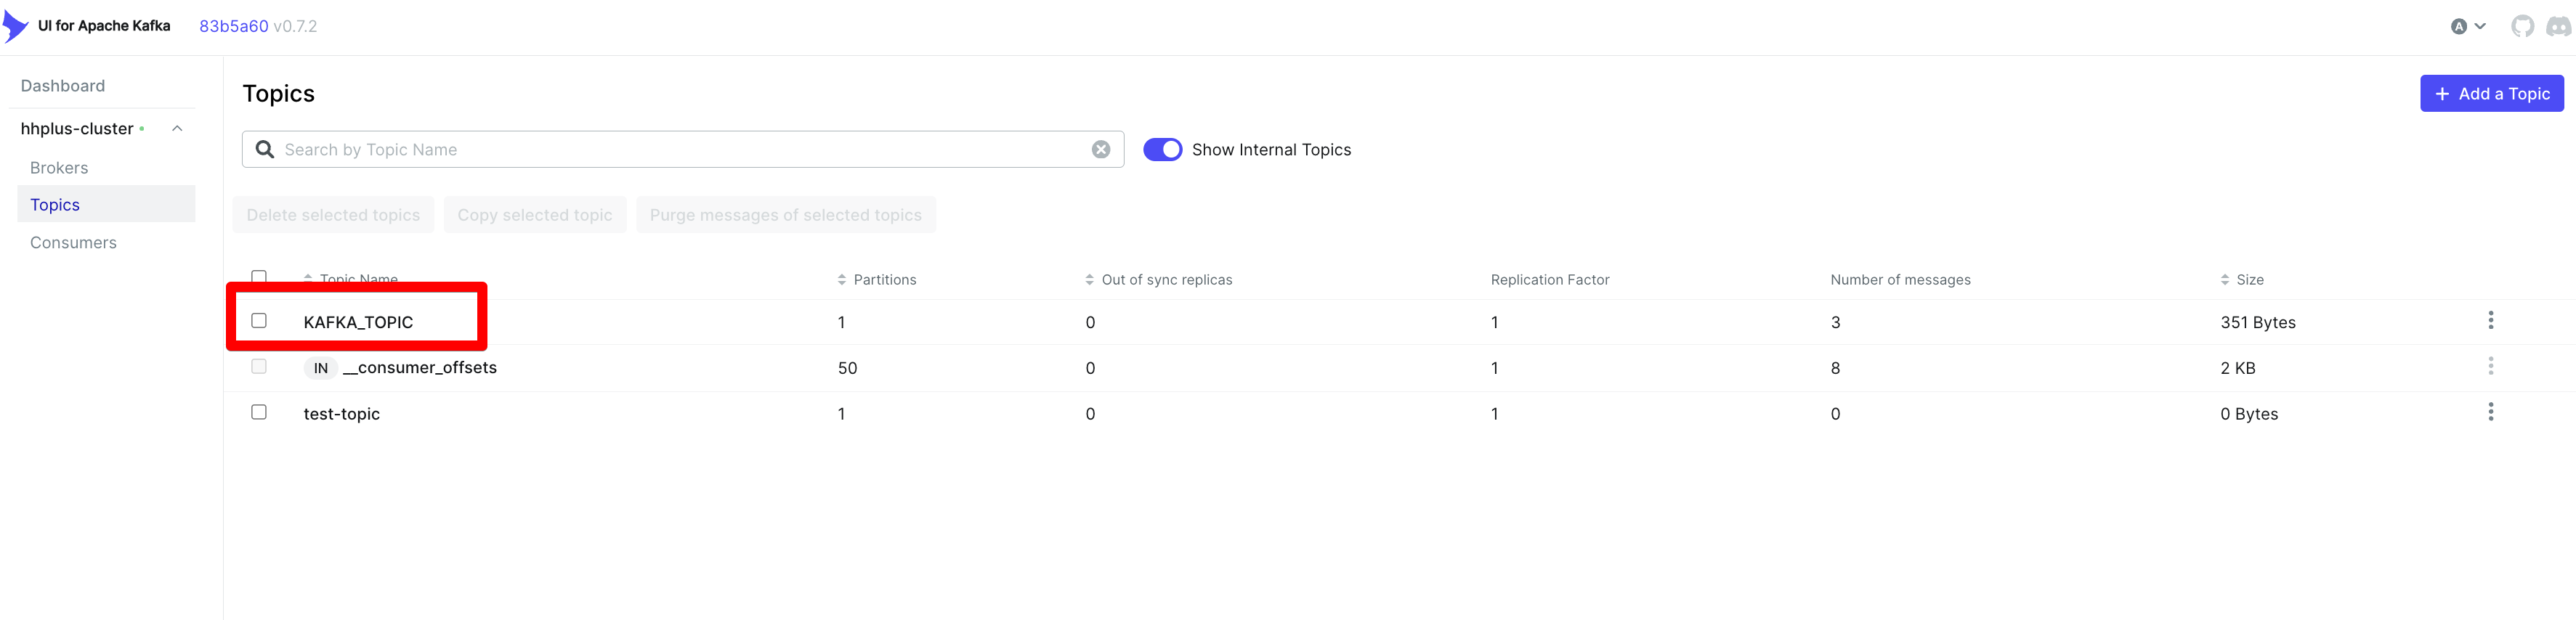 UI for Apache Kafka 83b5a60 v0.7.2 A
Dashboard
hhplus-cluster
Brokers
Topics
Consumers
Topics
Add a Topic
Search by Topic Name
Show Internal Topics
Delete selected topics Copy selected topic Purge messages of selected topics
Topic Name Partitions Out of sync replicas Replication Factor Number of messages Size
KAFKA_TOPIC 1 0 1 3 351 Bytes
IN __consumer_offsets 50 0 1 8 2 KB
test-topic 1 0 1 0 0 Bytes